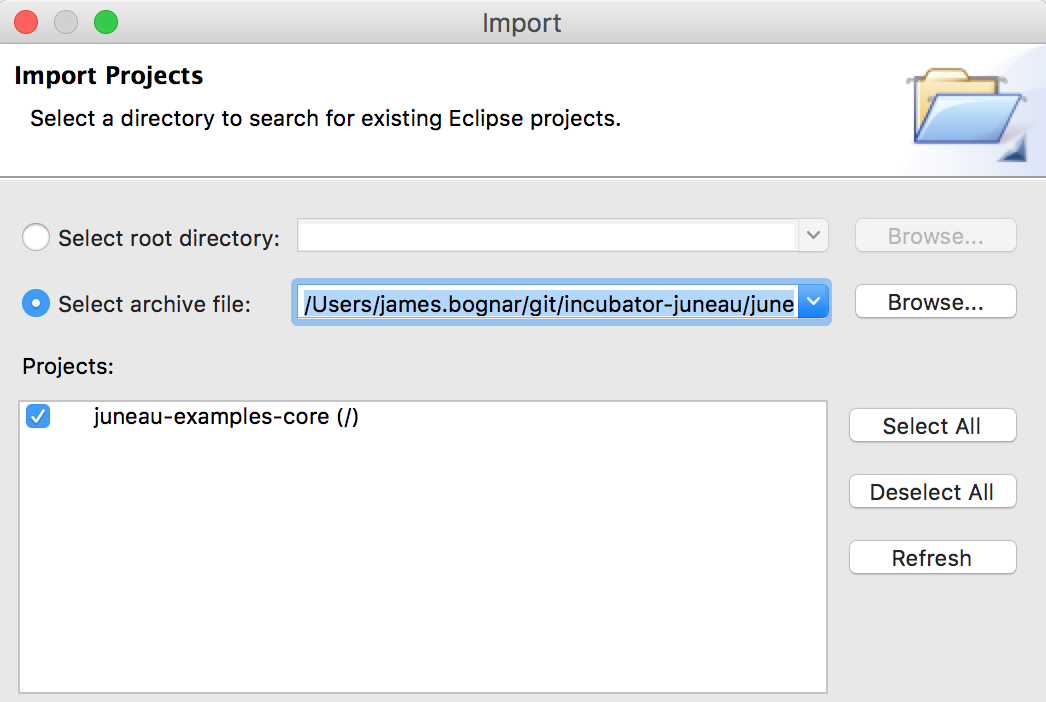 Import
Import Projects
Select a directory to search for existing Eclipse projects.
Select root directory:
Browse...
Select archive file:
/Users/james.bognar/git/incubator-juneau/june
Browse...
Projects:
juneau-examples-core (/)
Select All
Deselect All
Refresh